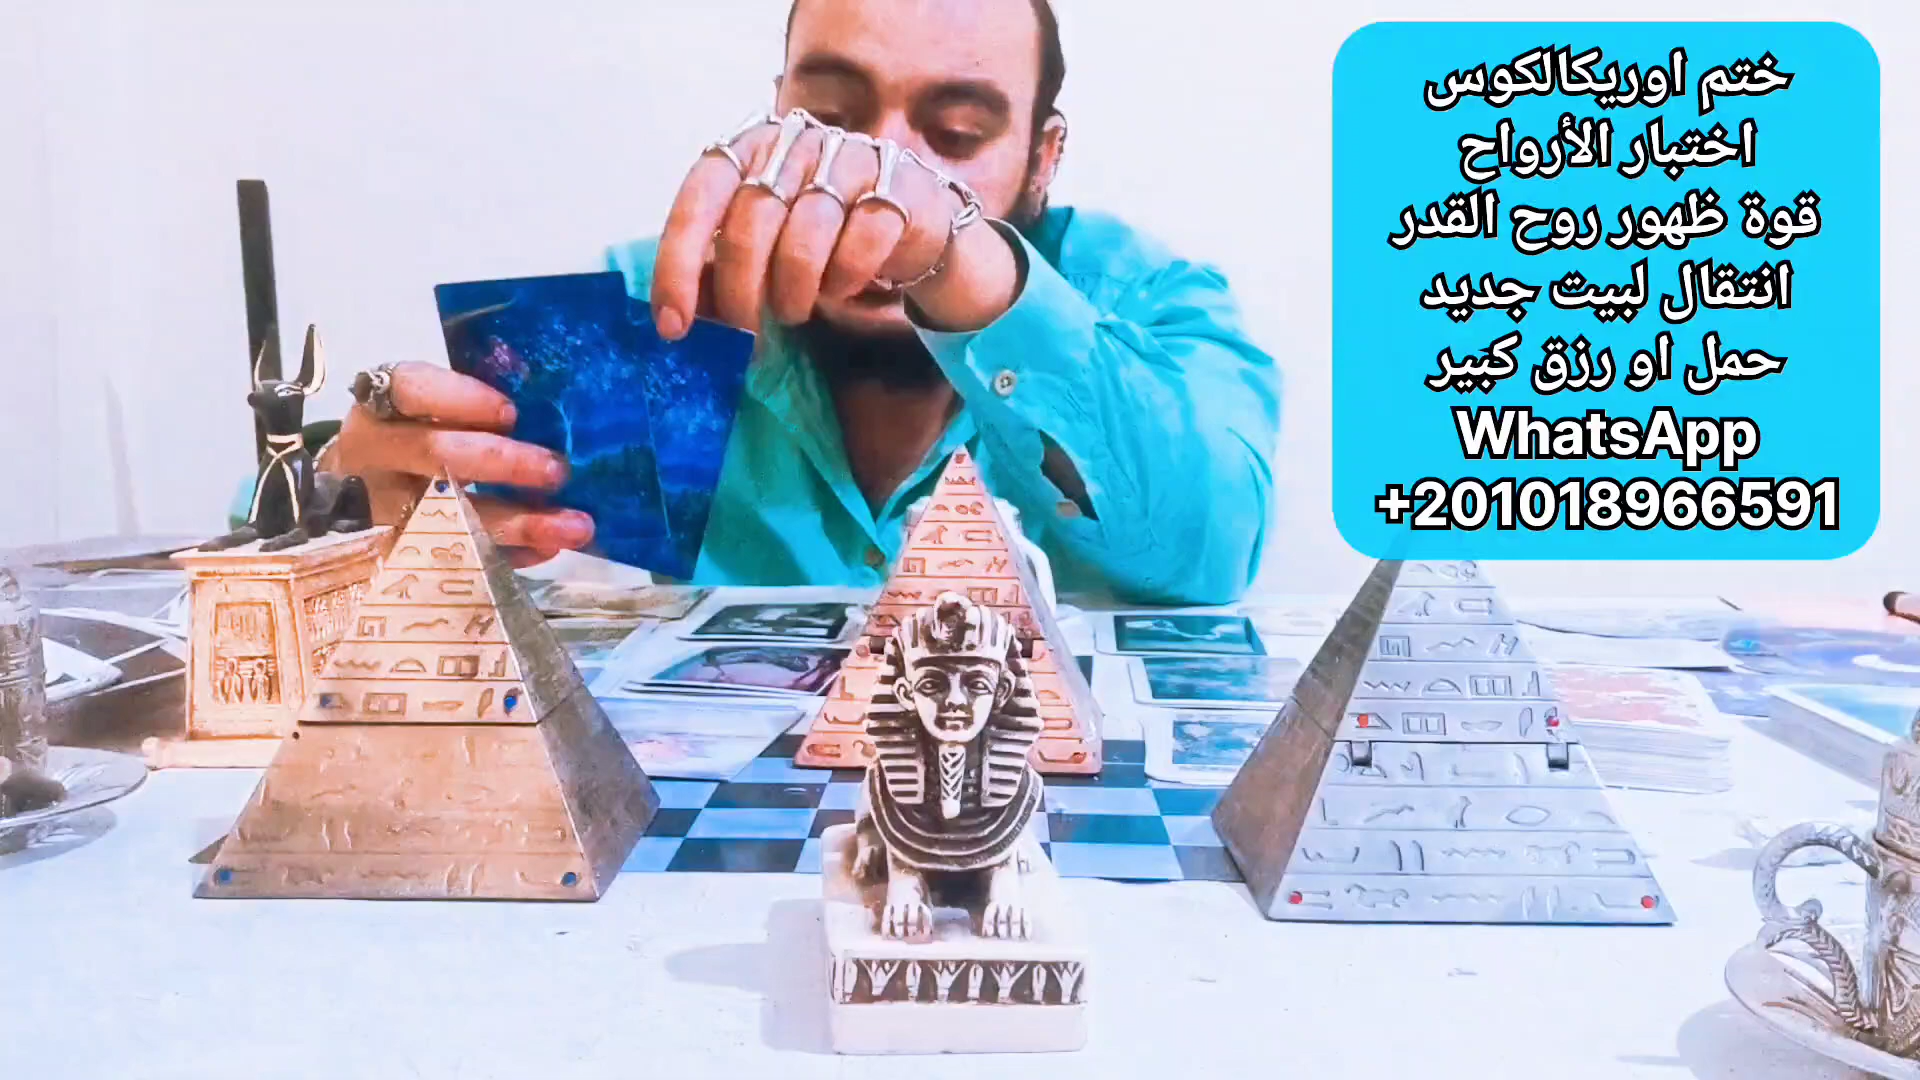 ختم اوريكالكوس
اختبار الأرواح
قوة ظهور روح القدر
انتقال لبيت جديد
حمل او رزق كبير
WhatsApp
+201018966591